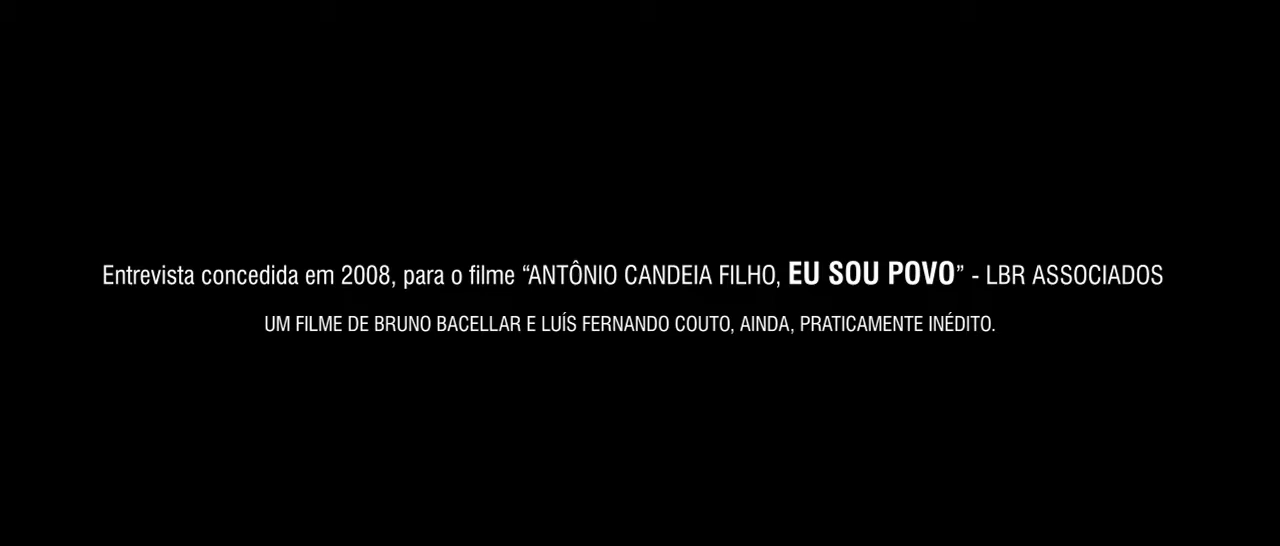 Entrevista concedida em 2008, para o filme “ANTÔNIO CANDEIA FILHO, EU SOU POVO” - LBR ASSOCIADOS
UM FILME DE BRUNO BACELLAR E LUÍS FERNANDO COUTO, AINDA, PRATICAMENTE INÉDITO.